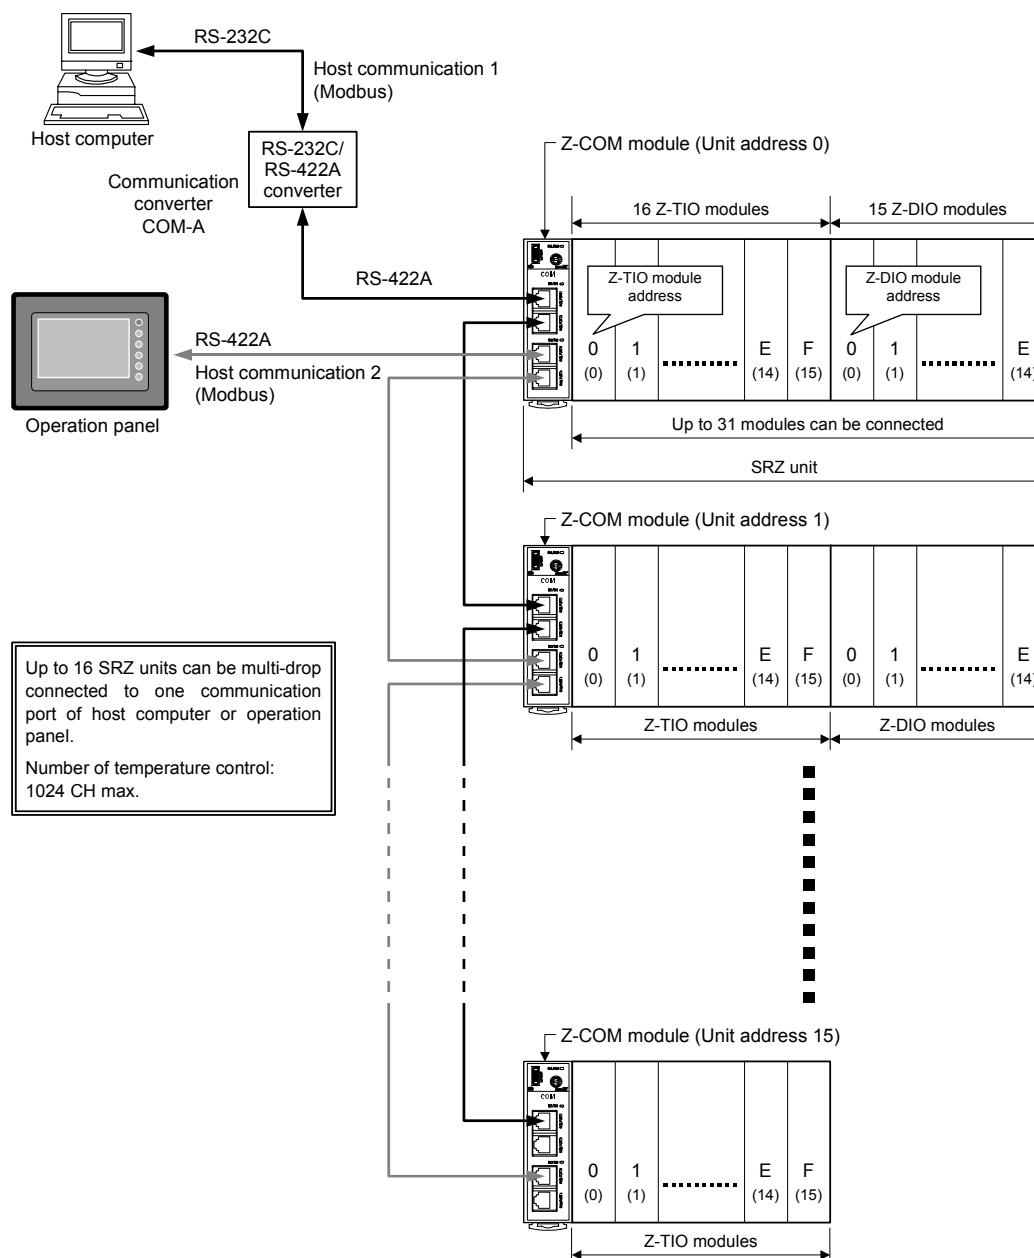 RS-232C
Host communication 1
(Modbus)
Host computer
RS-232C/
RS-422A
converter
Communication
converter
COM-A
Z-COM module (Unit address 0)
16 Z-TIO modules
15 Z-DIO modules
RS-422A
COM
Z-TIO module
address
Z-DIO module
address
RS-422A
Host communication 2
(Modbus)
Operation panel
0 1 E F 0 1 E
(0) (1) (14) (15) (0) (1) (14)
Up to 31 modules can be connected
SRZ unit
Z-COM module (Unit address 1)
COM
0 1 E F 0 1 E
(0) (1) (14) (15) (0) (1) (14)
Z-TIO modules
Z-DIO modules
Up to 16 SRZ units can be multi-drop
connected to one communication
port of host computer or operation
panel.
Number of temperature control:
1024 CH max.
Z-COM module (Unit address 15)
COM
0 1 E F
(0) (1) (14) (15)
Z-TIO modules